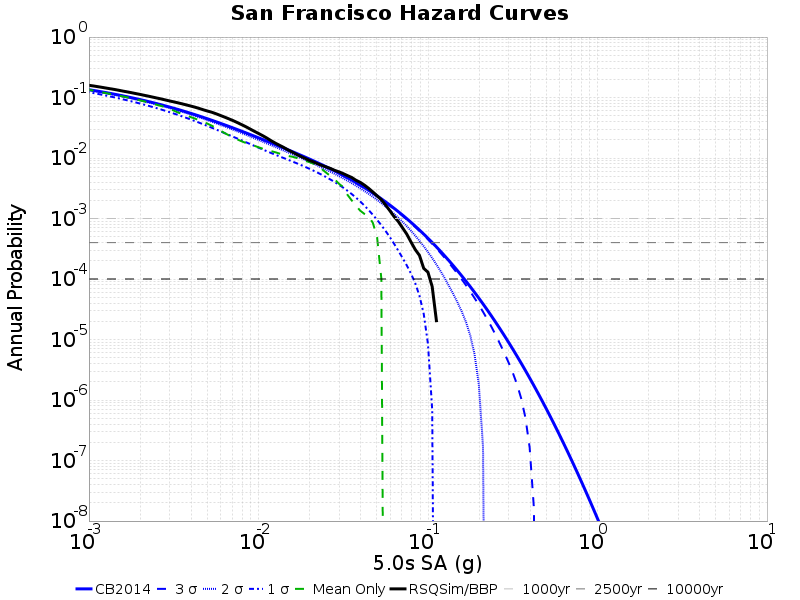 San Francisco Hazard Curves
10^0
10^-1
10^-2
10^-3
10^-4
10^-5
10^-6
10^-7
10^-8
Annual Probability
10^-3 10^-2 10^-1 10^0 10^1
5.0s SA (g)
CB2014 3 σ 2 σ 1 σ Mean Only RSQSim/BBP 1000yr 2500yr 10000yr